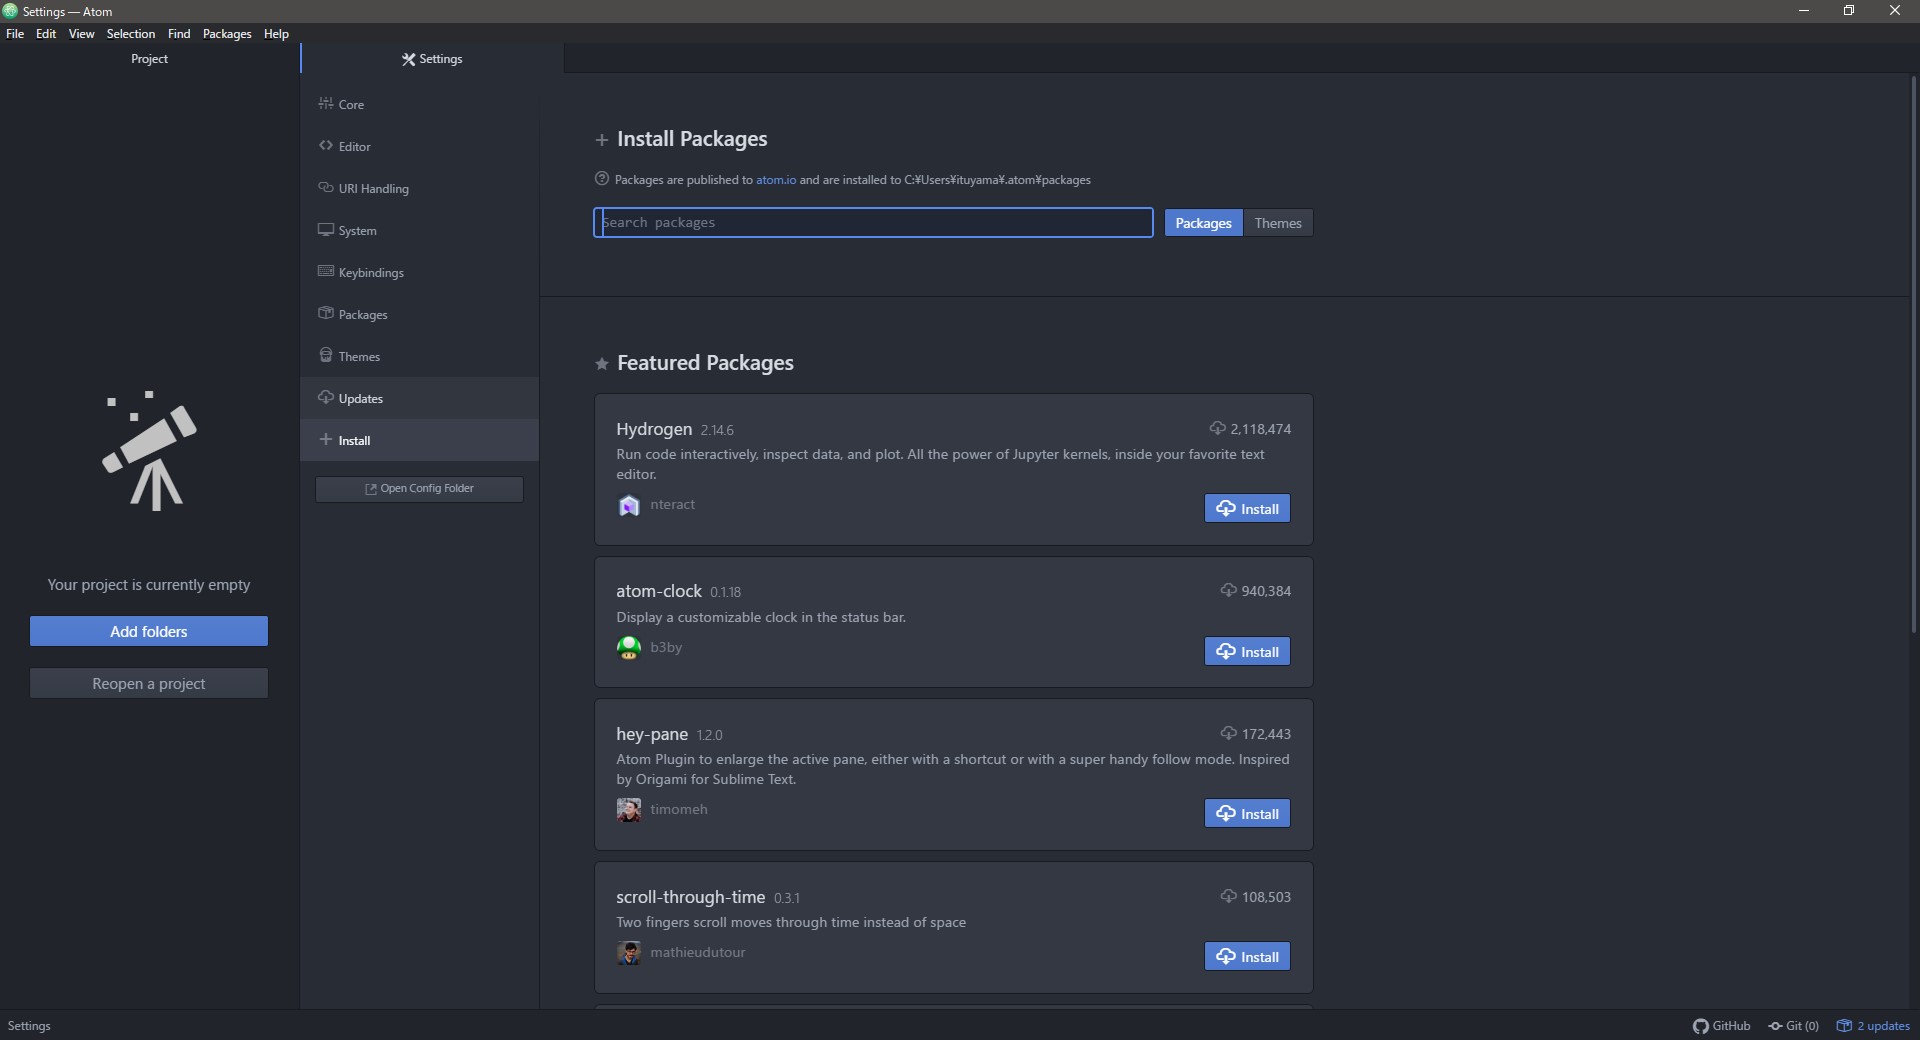 Settings — Atom
File Edit View Selection Find Packages Help
Project
Settings
Core
Editor
URI Handling
System
Keybindings
Packages
Themes
Updates
Install
Open Config Folder
Your project is currently empty
Add folders
Reopen a project
Install Packages
Packages are published to atom.io and are installed to C:¥Users¥ituyama¥.atom¥packages
Search packages
Packages Themes
Featured Packages
Hydrogen 2.14.6 2,118,474
Run code interactively, inspect data, and plot. All the power of Jupyter kernels, inside your favorite text
editor.
nteract
Install
atom-clock 0.1.18 940,384
Display a customizable clock in the status bar.
b3by
Install
hey-pane 1.2.0 172,443
Atom Plugin to enlarge the active pane, either with a shortcut or with a super handy follow mode. Inspired
by Origami for Sublime Text.
timomeh
Install
scroll-through-time 0.3.1 108,503
Two fingers scroll moves through time instead of space
mathieudutour
Install
Settings
GitHub Git (0) 2 updates